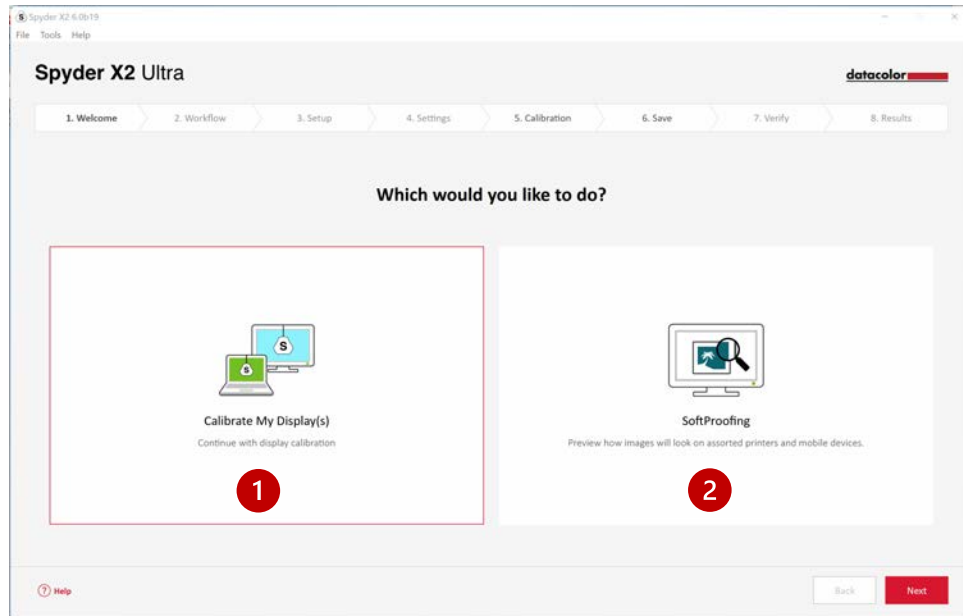 Spyder X2 6.0b19
File Tools Help
Spyder X2 Ultra
datacolor
1. Welcome 2. Workflow 3. Setup 4. Settings 5. Calibration 6. Save 7. Verify 8. Results
Which would you like to do?
S
S
Calibrate My Display(s)
Continue with display calibration
1
SoftProofing
Preview how images will look on assorted printers and mobile devices.
2
? Help
Back Next